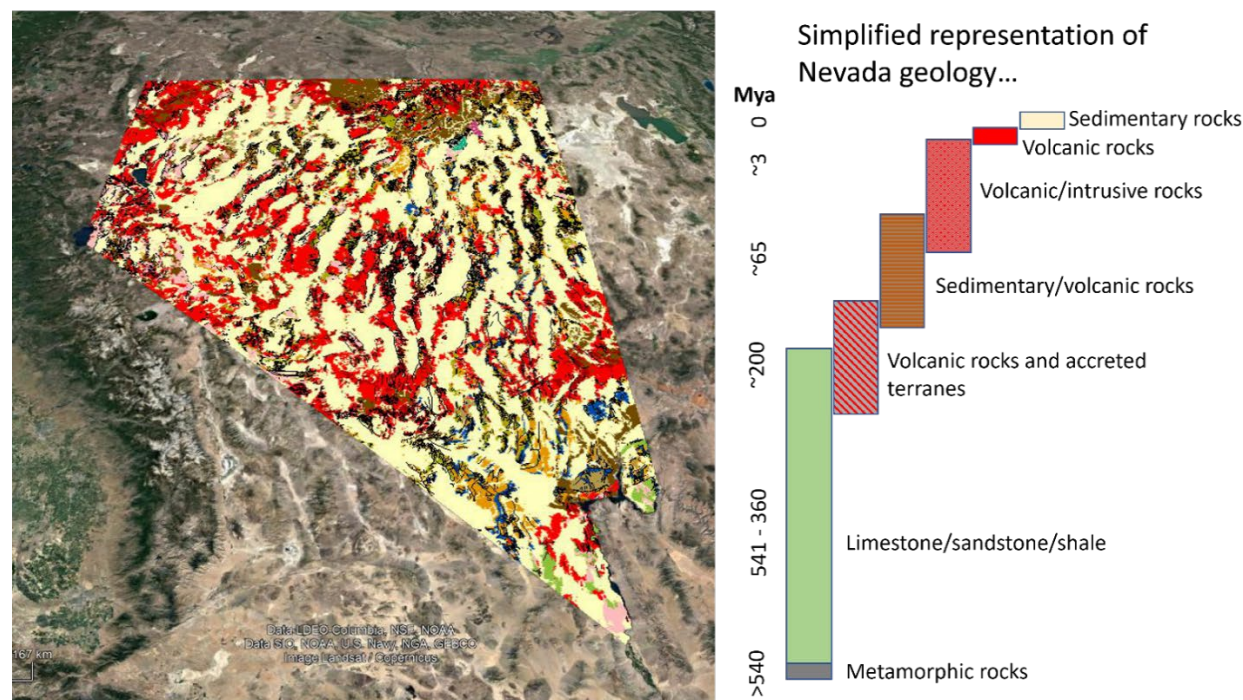 Simplified representation of
Nevada geology…
Mya
0
~3
~65
~200
541 - 360
>540
Sedimentary rocks
Volcanic rocks
Volcanic/intrusive rocks
Sedimentary/volcanic rocks
Volcanic rocks and accreted
terranes
Limestone/sandstone/shale
Metamorphic rocks
Data LDEO-Columbia, NSF, NOAA
Data SIO, NOAA, U.S. Navy, NGA, GEBCO
Image Landsat / Copernicus
167 km